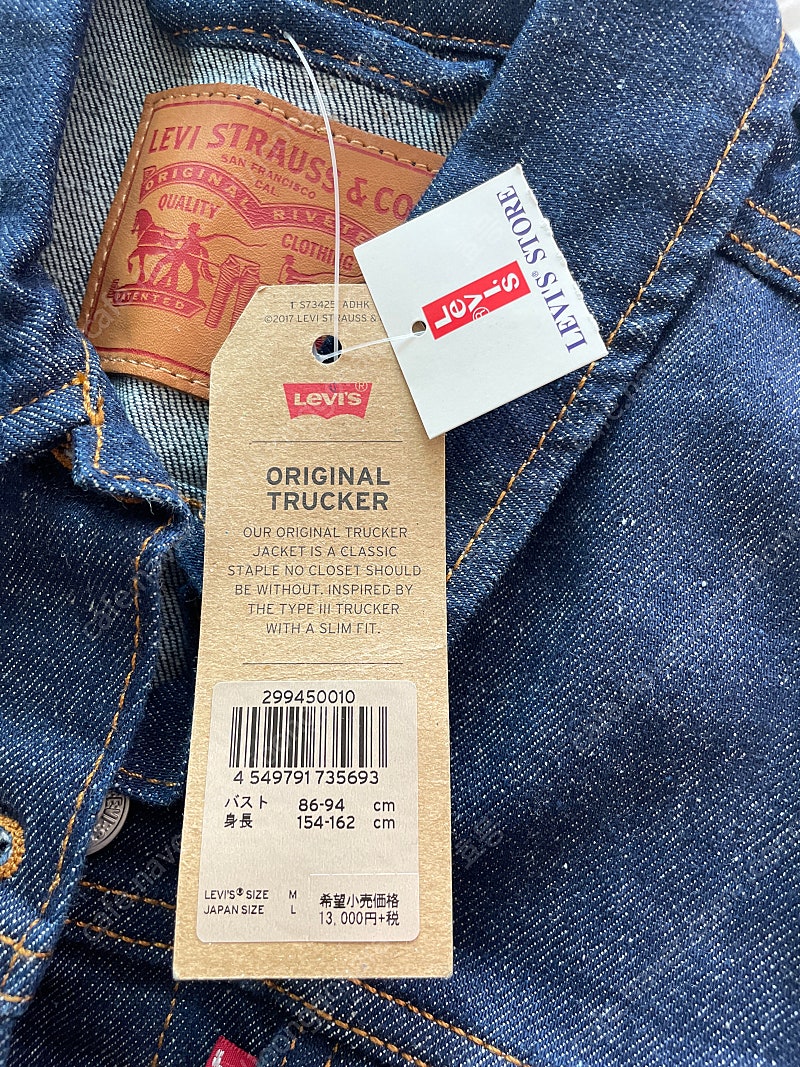 LEVI STRAUSS & CO
SAN FRANCISCO
CAL.
ORIGINAL RIVETED
QUALITY CLOTHING
PATENTED
LEVI'S® STORE
Levi's®
1 S73425 ADHK
©2017 LEVI STRAUSS &
Levi's®
ORIGINAL
TRUCKER
OUR ORIGINAL TRUCKER
JACKET IS A CLASSIC
STAPLE NO CLOSET SHOULD
BE WITHOUT. INSPIRED BY
THE TYPE III TRUCKER
WITH A SLIM FIT.
299450010
4 549791 735693
バスト 86-94 cm
身長 154-162 cm
LEVI'S® SIZE M
JAPAN SIZE L
希望小売価格
13,000円+税